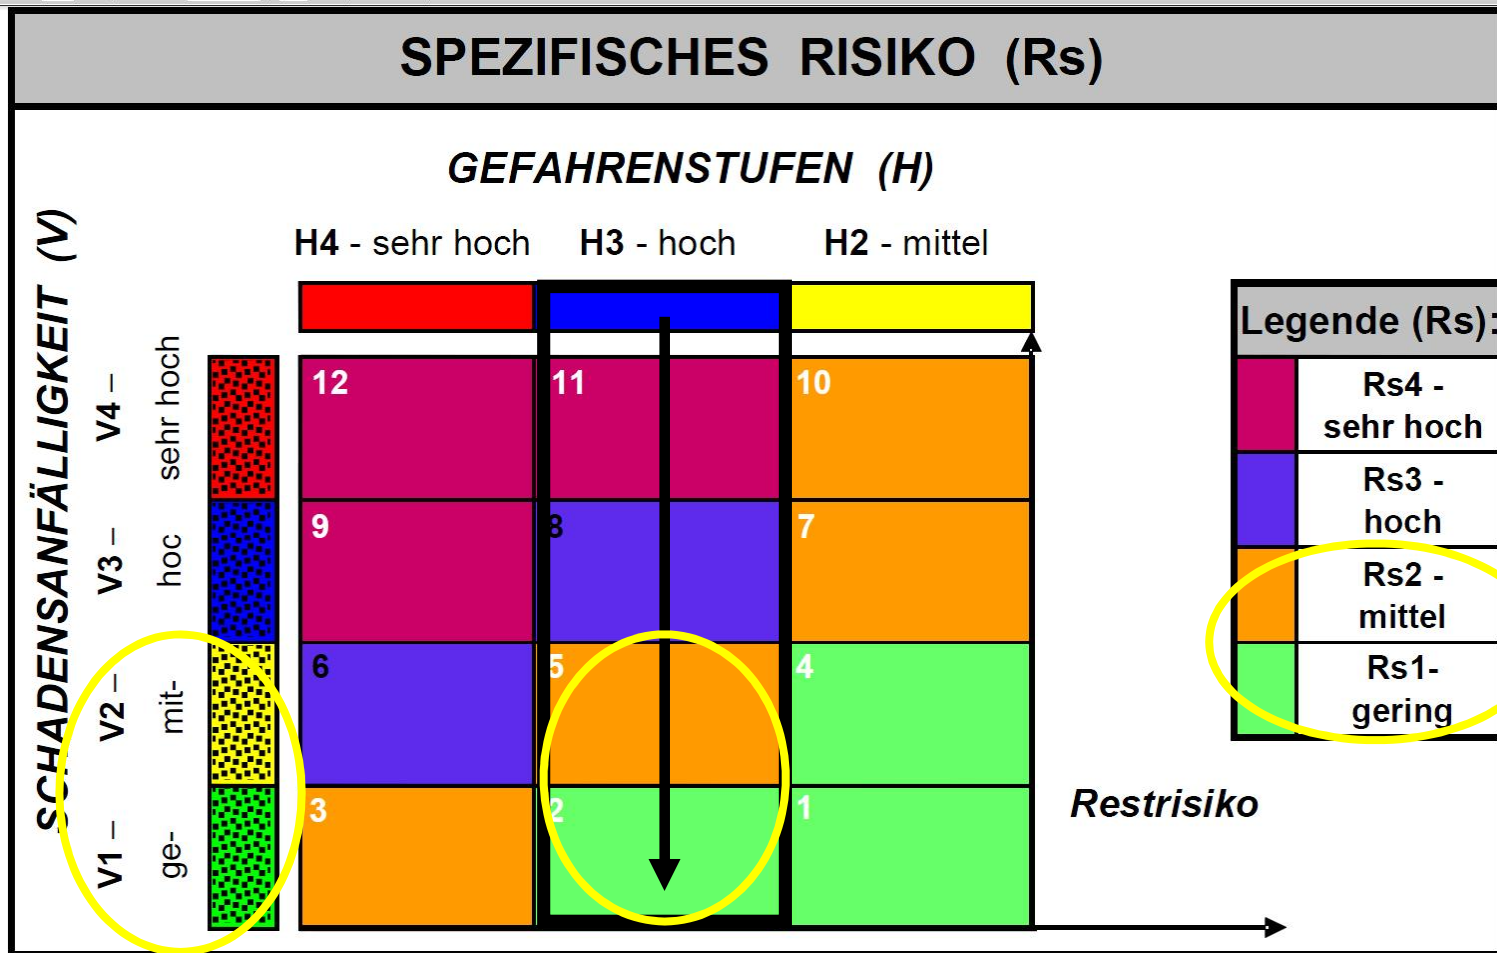 SPEZIFISCHES RISIKO (Rs)
GEFAHRENSTUFEN (H)
H4 - sehr hoch
H3 - hoch
H2 - mittel
SCHADENSANFÄLLIGKEIT (V)
V4 –
sehr hoch
V3 –
hoc
V2 –
mit-
V1 –
ge-
12
11
10
9
8
7
6
5
4
3
2
1
Restrisiko
Legende (Rs):
Rs4 -
sehr hoch
Rs3 -
hoch
Rs2 -
mittel
Rs1-
gering